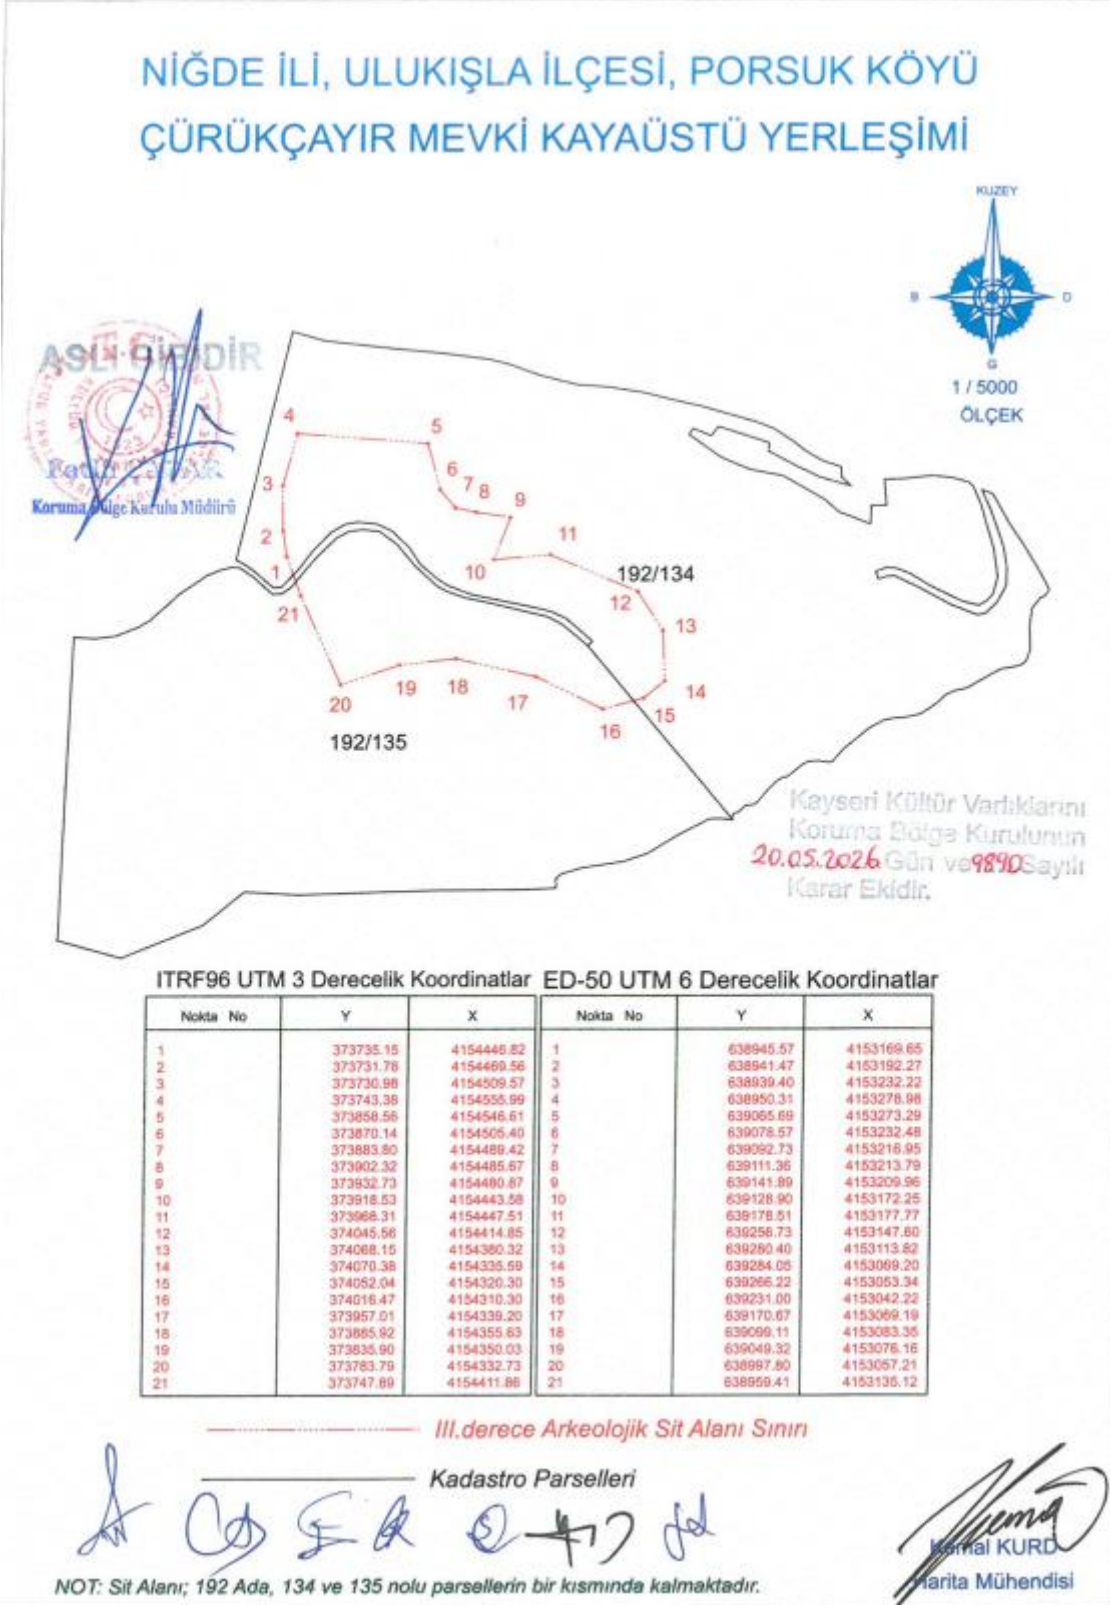 NİĞDE İLİ, ULUKIŞLA İLÇESİ, PORSUK KÖYÜ
ÇÜRÜKÇAYIR MEVKİ KAYAÜSTÜ YERLEŞİMİ
KUZEY
B
D
G
1 / 5000
ÖLÇEK
ASLI GİBİDİR
Koruma Bölge Kurulu Müdürü
4
5
3
6
7
8
9
2
10
11
1
192/134
12
21
13
14
19
18
17
20
15
16
192/135
Kayseri Kültür Varlıklarını
Koruma Bölge Kurulunun
20.05.2026 Gün ve 9890 Sayılı
Karar Ekidir.
ITRF96 UTM 3 Derecelik Koordinatlar ED-50 UTM 6 Derecelik Koordinatlar
Nokta No Y X Nokta No Y X
1 373735.15 4154446.82 1 638945.57 4153169.65
2 373731.78 4154469.56 2 638941.47 4153192.27
3 373730.98 4154509.57 3 638939.40 4153232.22
4 373743.38 4154555.99 4 638950.31 4153278.98
5 373858.56 4154546.61 5 639065.69 4153273.29
6 373870.14 4154505.40 6 639078.57 4153232.48
7 373883.80 4154489.42 7 639092.73 4153216.95
8 373902.32 4154485.67 8 639111.36 4153213.79
9 373932.73 4154480.87 9 639141.89 4153209.96
10 373918.53 4154443.58 10 639128.90 4153172.25
11 373968.31 4154447.51 11 639178.51 4153177.77
12 374045.56 4154414.85 12 639256.73 4153147.60
13 374068.15 4154380.32 13 639280.40 4153113.82
14 374070.38 4154335.59 14 639284.05 4153069.20
15 374052.04 4154320.30 15 639266.22 4153053.34
16 374016.47 4154310.30 16 639231.00 4153042.22
17 373957.01 4154339.20 17 639170.67 4153069.19
18 373885.92 4154355.63 18 639099.11 4153083.35
19 373835.90 4154350.03 19 639049.32 4153076.16
20 373783.79 4154332.73 20 638997.80 4153057.21
21 373747.89 4154411.86 21 638959.41 4153135.12
III.derece Arkeolojik Sit Alanı Sınırı
Kadastro Parselleri
Kemal KURD
Harita Mühendisi
NOT: Sit Alanı; 192 Ada, 134 ve 135 nolu parsellerin bir kısmında kalmaktadır.